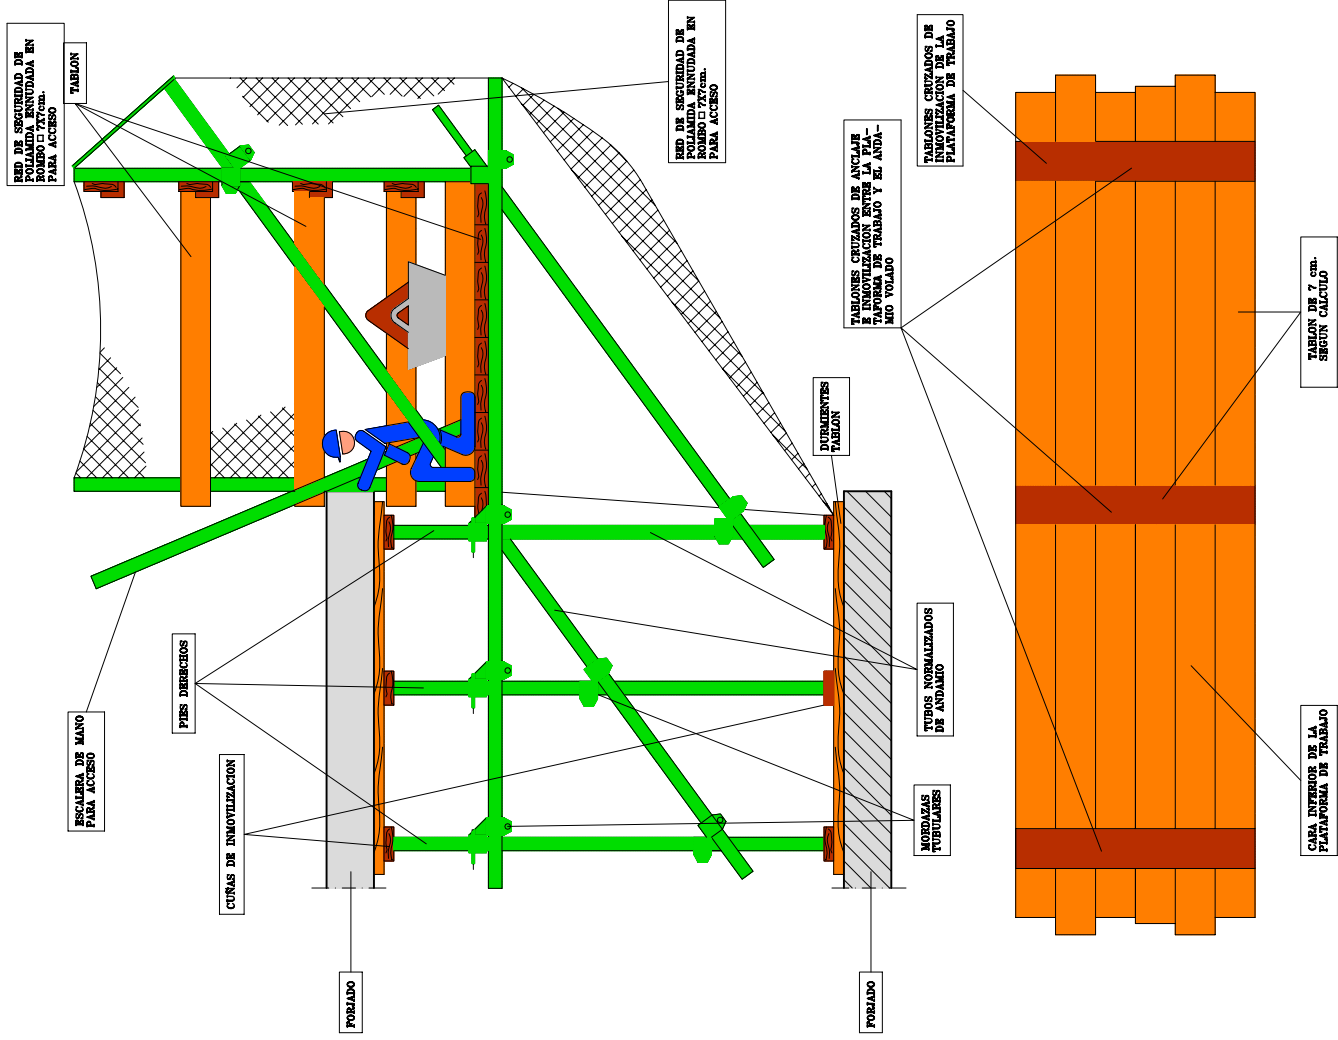 RED DE SEGURIDAD DE
POLIAMIDA ENNUDADA EN
ROMBO □ 7X7cm.
PARA ACCESO
TABLON
RED DE SEGURIDAD DE
POLIAMIDA ENNUDADA EN
ROMBO □ 7X7cm.
PARA ACCESO
TABLONES CRUZADOS DE ANCLAJE
E INMOVILIZACION ENTRE LA PLA-
TAFORMA DE TRABAJO Y EL ANDA-
MIO VOLADO
TABLONES CRUZADOS DE
INMOVILIZACION DE LA
PLATAFORMA DE TRABAJO
TABLON DE 7 cm.
SEGUN CALCULO
DURMIENTES
TABLON
ESCALERA DE MANO
PARA ACCESO
PIES DERECHOS
CUÑAS DE INMOVILIZACION
TUBOS NORMALIZADOS
DE ANDAMIO
MORDAZAS
TUBULARES
CARA INFERIOR DE LA
PLATAFORMA DE TRABAJO
FORJADO
FORJADO